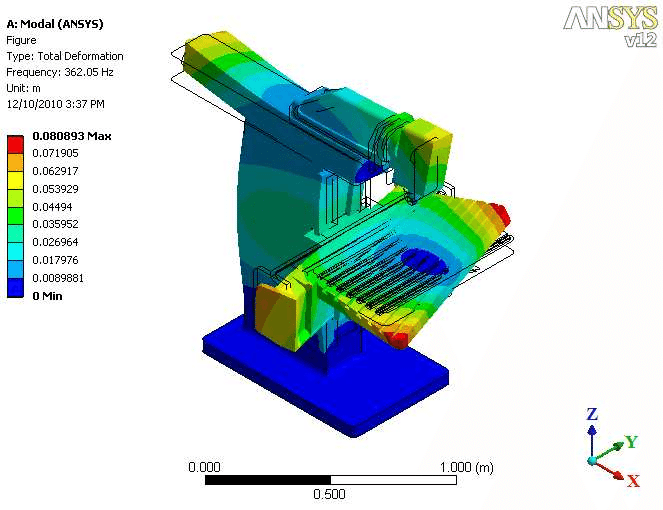 A: Modal (ANSYS)
Figure
Type: Total Deformation
Frequency: 362.05 Hz
Unit: m
12/10/2010 3:37 PM
ANSYS
v12
0.080893 Max
0.071905
0.062917
0.053929
0.04494
0.035952
0.026964
0.017976
0.0089881
0 Min
0.000
1.000 (m)
0.500
Z
Y
X